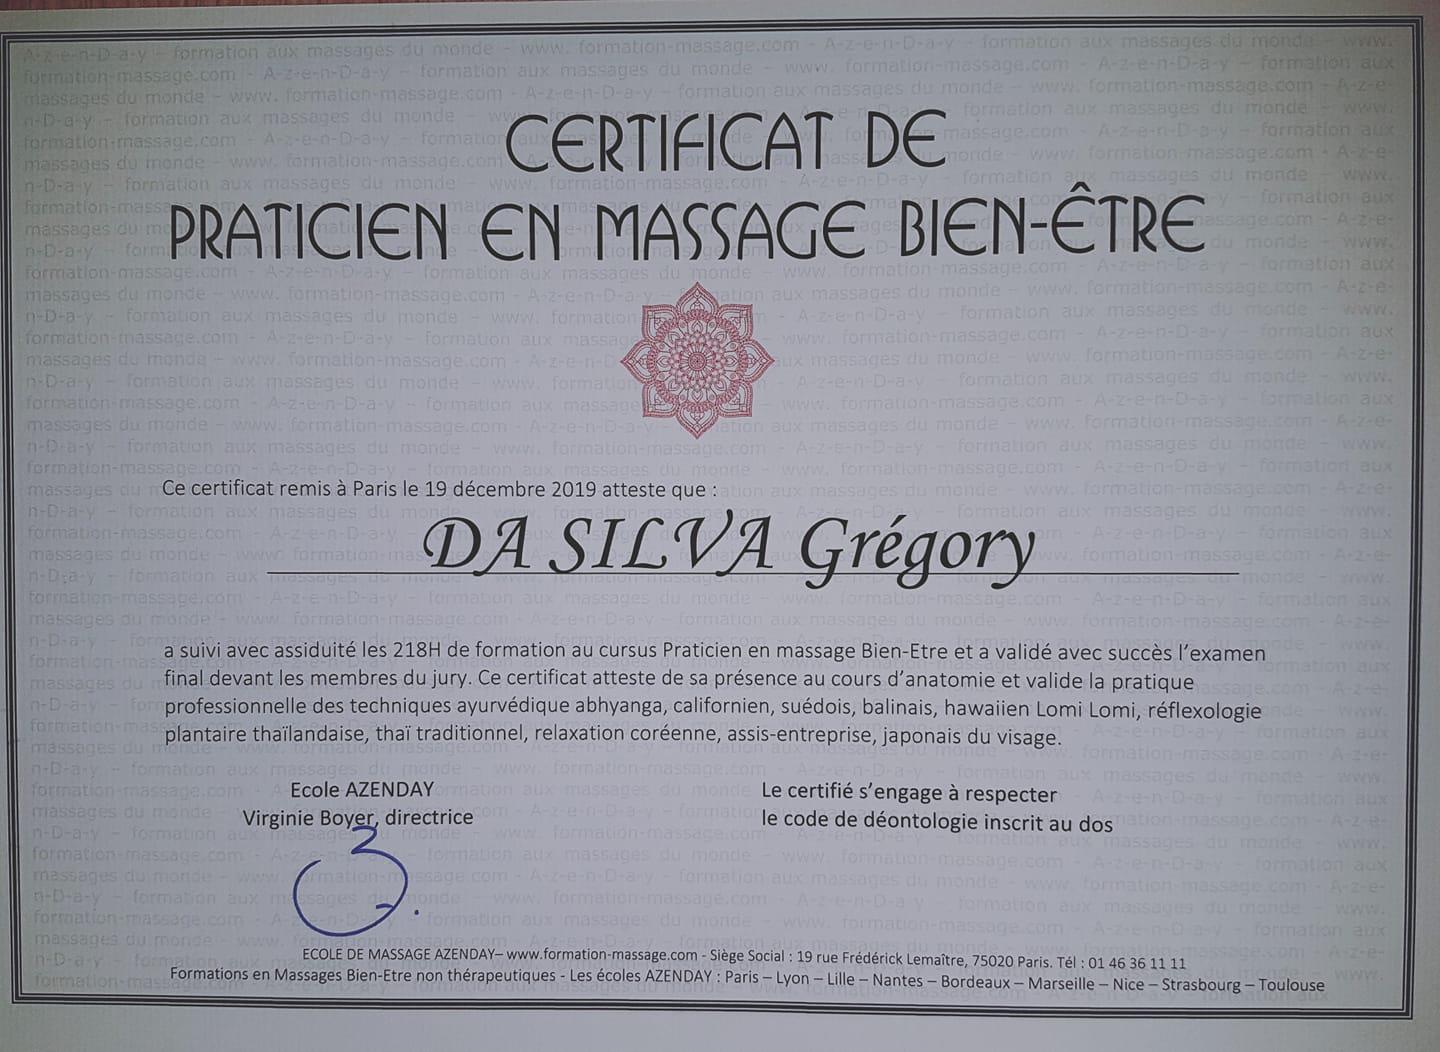 CERTIFICAT DE
PRATICIEN EN MASSAGE BIEN-ÊTRE
Ce certificat remis à Paris le 19 décembre 2019 atteste que :
DA SILVA Grégory
a suivi avec assiduité les 218H de formation au cursus Praticien en massage Bien-Etre et a validé avec succès l'examen
final devant les membres du jury. Ce certificat atteste de sa présence au cours d'anatomie et valide la pratique
professionnelle des techniques ayurvédique abhyanga, californien, suédois, balinais, hawaiien Lomi Lomi, réflexologie
plantaire thaïlandaise, thaï traditionnel, relaxation coréenne, assis-entreprise, japonais du visage.
Ecole AZENDAY
Virginie Boyer, directrice
Le certifié s'engage à respecter
le code de déontologie inscrit au dos
ECOLE DE MASSAGE AZENDAY– www.formation-massage.com - Siège Social : 19 rue Frédérick Lemaître, 75020 Paris. Tél : 01 46 36 11 11
Formations en Massages Bien-Etre non thérapeutiques - Les écoles AZENDAY : Paris – Lyon – Lille – Nantes – Bordeaux – Marseille – Nice – Strasbourg – Toulouse